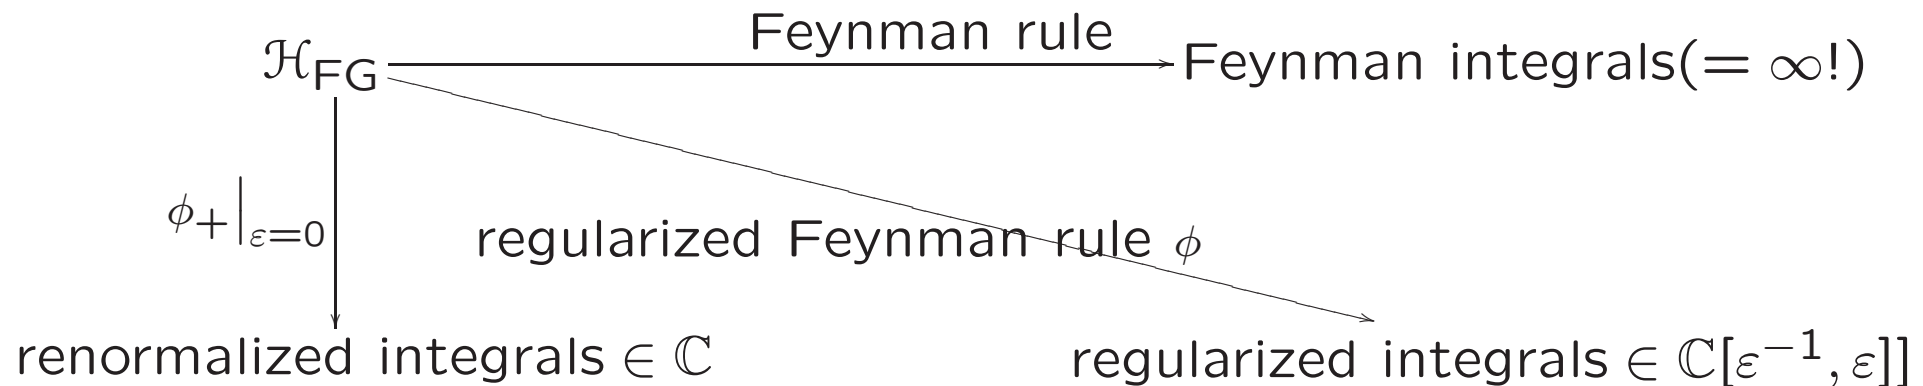 Feynman rule
ℋ_FG Feynman integrals(= ∞!)
ϕ₊|_ε=0
regularized Feynman rule ϕ
renormalized integrals ∈ ℂ regularized integrals ∈ ℂ[ε⁻¹, ε]]